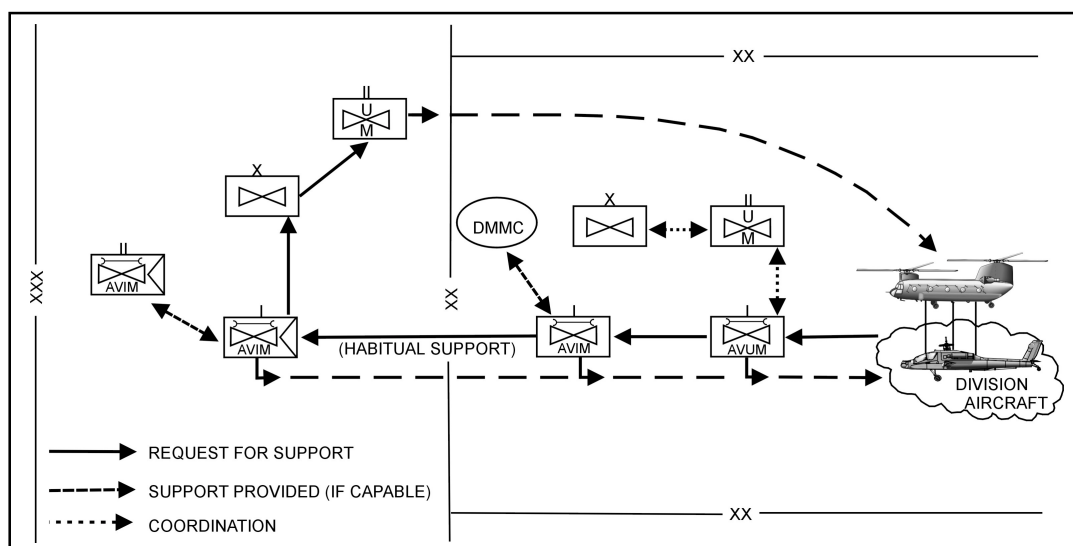 XX
II
U
M
X
X
II
U
M
DMMC
II
AVIM
XXX
XX
I
AVIM
(HABITUAL SUPPORT)
I
AVIM
I
AVUM
DIVISION
AIRCRAFT
REQUEST FOR SUPPORT
SUPPORT PROVIDED (IF CAPABLE)
COORDINATION
XX